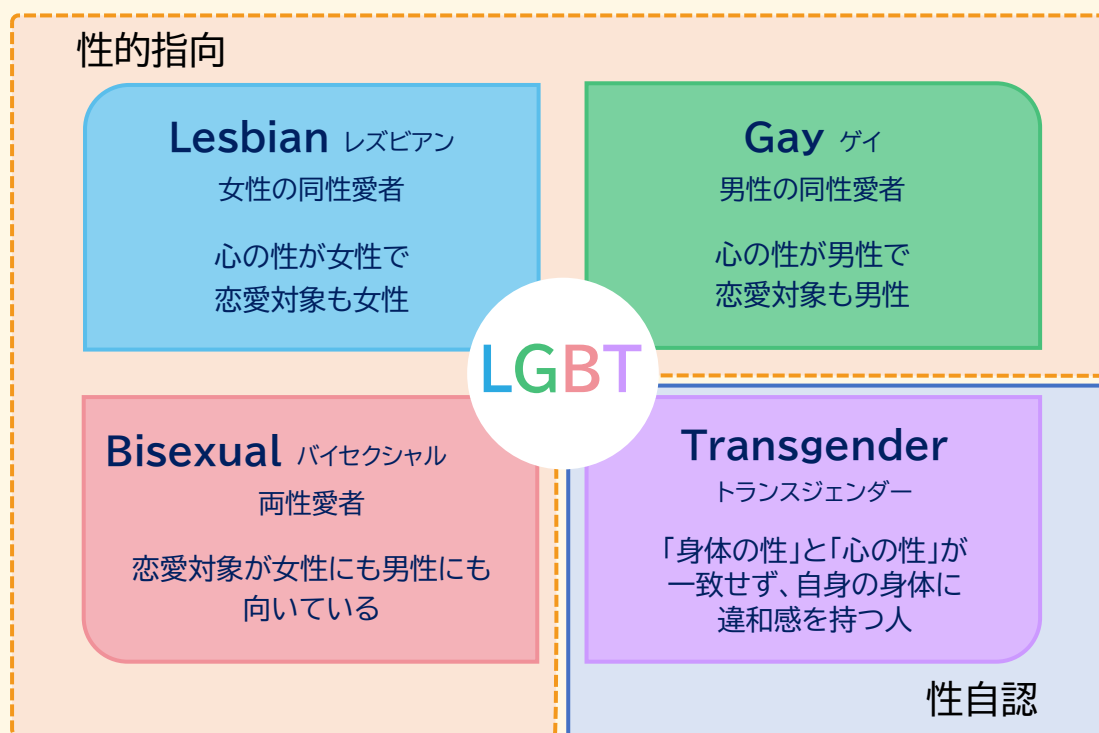 性的指向
Lesbian レズビアン
女性の同性愛者
心の性が女性で
恋愛対象も女性
Gay ゲイ
男性の同性愛者
心の性が男性で
恋愛対象も男性
LGBT
Bisexual バイセクシャル
両性愛者
恋愛対象が女性にも男性にも
向いている
Transgender
トランスジェンダー
「身体の性」と「心の性」が
一致せず、自身の身体に
違和感を持つ人
性自認